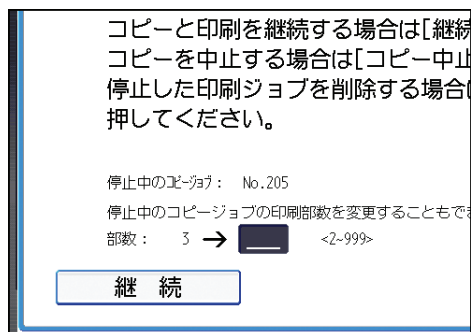 コピーと印刷を継続する場合は[継続
コピーを中止する場合は[コピー中止
停止した印刷ジョブを削除する場合
押してください。
停止中のｺﾋﾟｰｼﾞｮﾌﾞ： No.205
停止中のコピージョブの印刷部数を変更することもでき
部数： 3 → ___ <2~999>
継 続